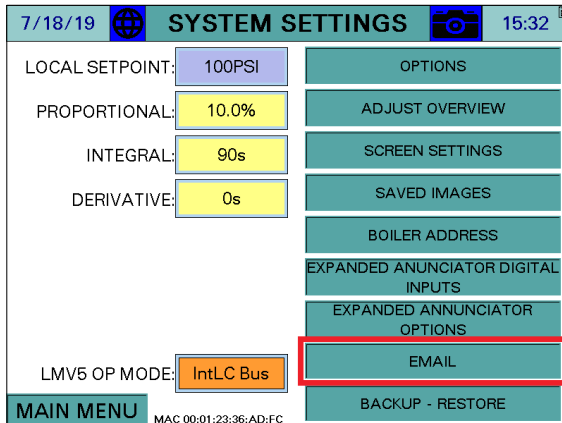 7/18/19
SYSTEM SETTINGS
15:32
LOCAL SETPOINT: 100PSI
PROPORTIONAL: 10.0%
INTEGRAL: 90s
DERIVATIVE: 0s
LMV5 OP MODE: IntLC Bus
MAIN MENU
MAC 00:01:23:36:AD:FC
OPTIONS
ADJUST OVERVIEW
SCREEN SETTINGS
SAVED IMAGES
BOILER ADDRESS
EXPANDED ANUNCIATOR DIGITAL
INPUTS
EXPANDED ANNUNCIATOR
OPTIONS
EMAIL
BACKUP - RESTORE